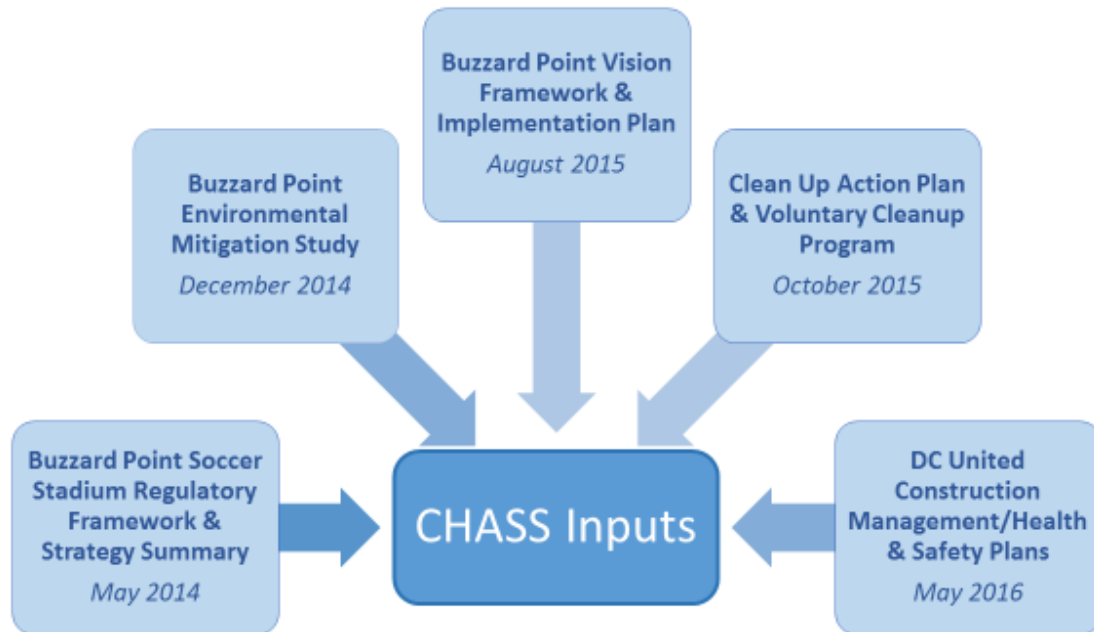 Buzzard Point Vision
Framework &
Implementation Plan
August 2015
Buzzard Point
Environmental
Mitigation Study
December 2014
Clean Up Action Plan
& Voluntary Cleanup
Program
October 2015
Buzzard Point Soccer
Stadium Regulatory
Framework &
Strategy Summary
May 2014
CHASS Inputs
DC United
Construction
Management/Health
& Safety Plans
May 2016